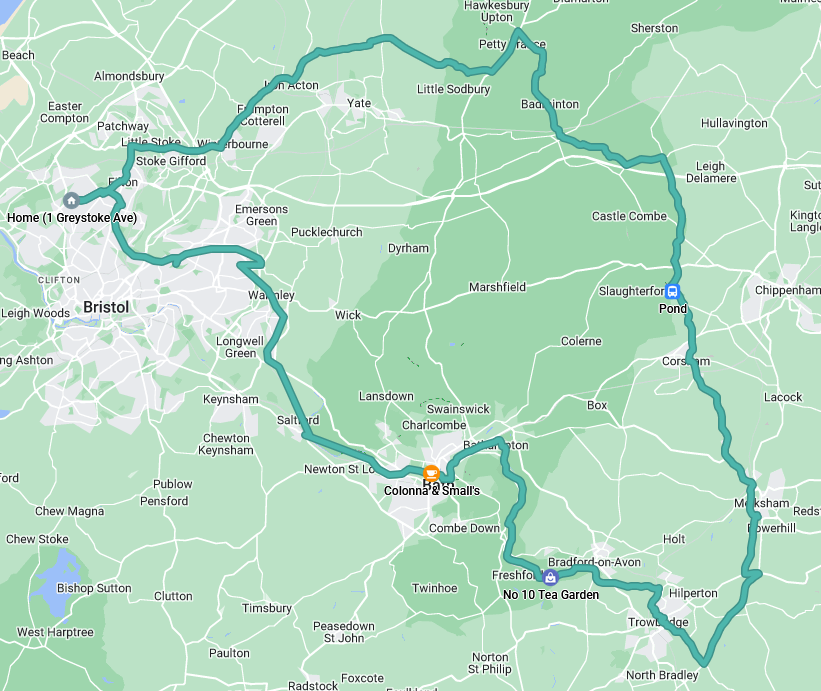 Hawkesbury
Upton
Sherston
Beach
Petty France
Almondsbury
Iron Acton
Little Sodbury
Yate
Badminton
Easter
Compton
Frampton
Cotterell
Patchway
Hullavington
Little Stoke
Winterbourne
Stoke Gifford
Leigh
Delamere
Filton
Home (1 Greystoke Ave)
Emersons
Green
Castle Combe
Pucklechurch
Dyrham
CLIFTON
Marshfield
Slaughterford
Chippenham
Warmley
Bristol
Pond
Leigh Woods
Wick
Longwell
Green
Colerne
ng Ashton
Corsham
Keynsham
Lansdown
Box
Lacock
Swainswick
Saltford
Charlcombe
Chewton
Keynsham
Bathampton
Newton St Lo
Bath
Colonna & Small's
Publow
Pensford
Melksham
Chew Magna
Combe Down
Bowerhill
Chew Stoke
Holt
Bradford-on-Avon
Freshford
Bishop Sutton
Twinhoe
No 10 Tea Garden
Hilperton
Clutton
Timsbury
Trowbridge
West Harptree
Peasedown
St John
Paulton
Norton
St Philip
North Bradley
Foxcote
Radstock